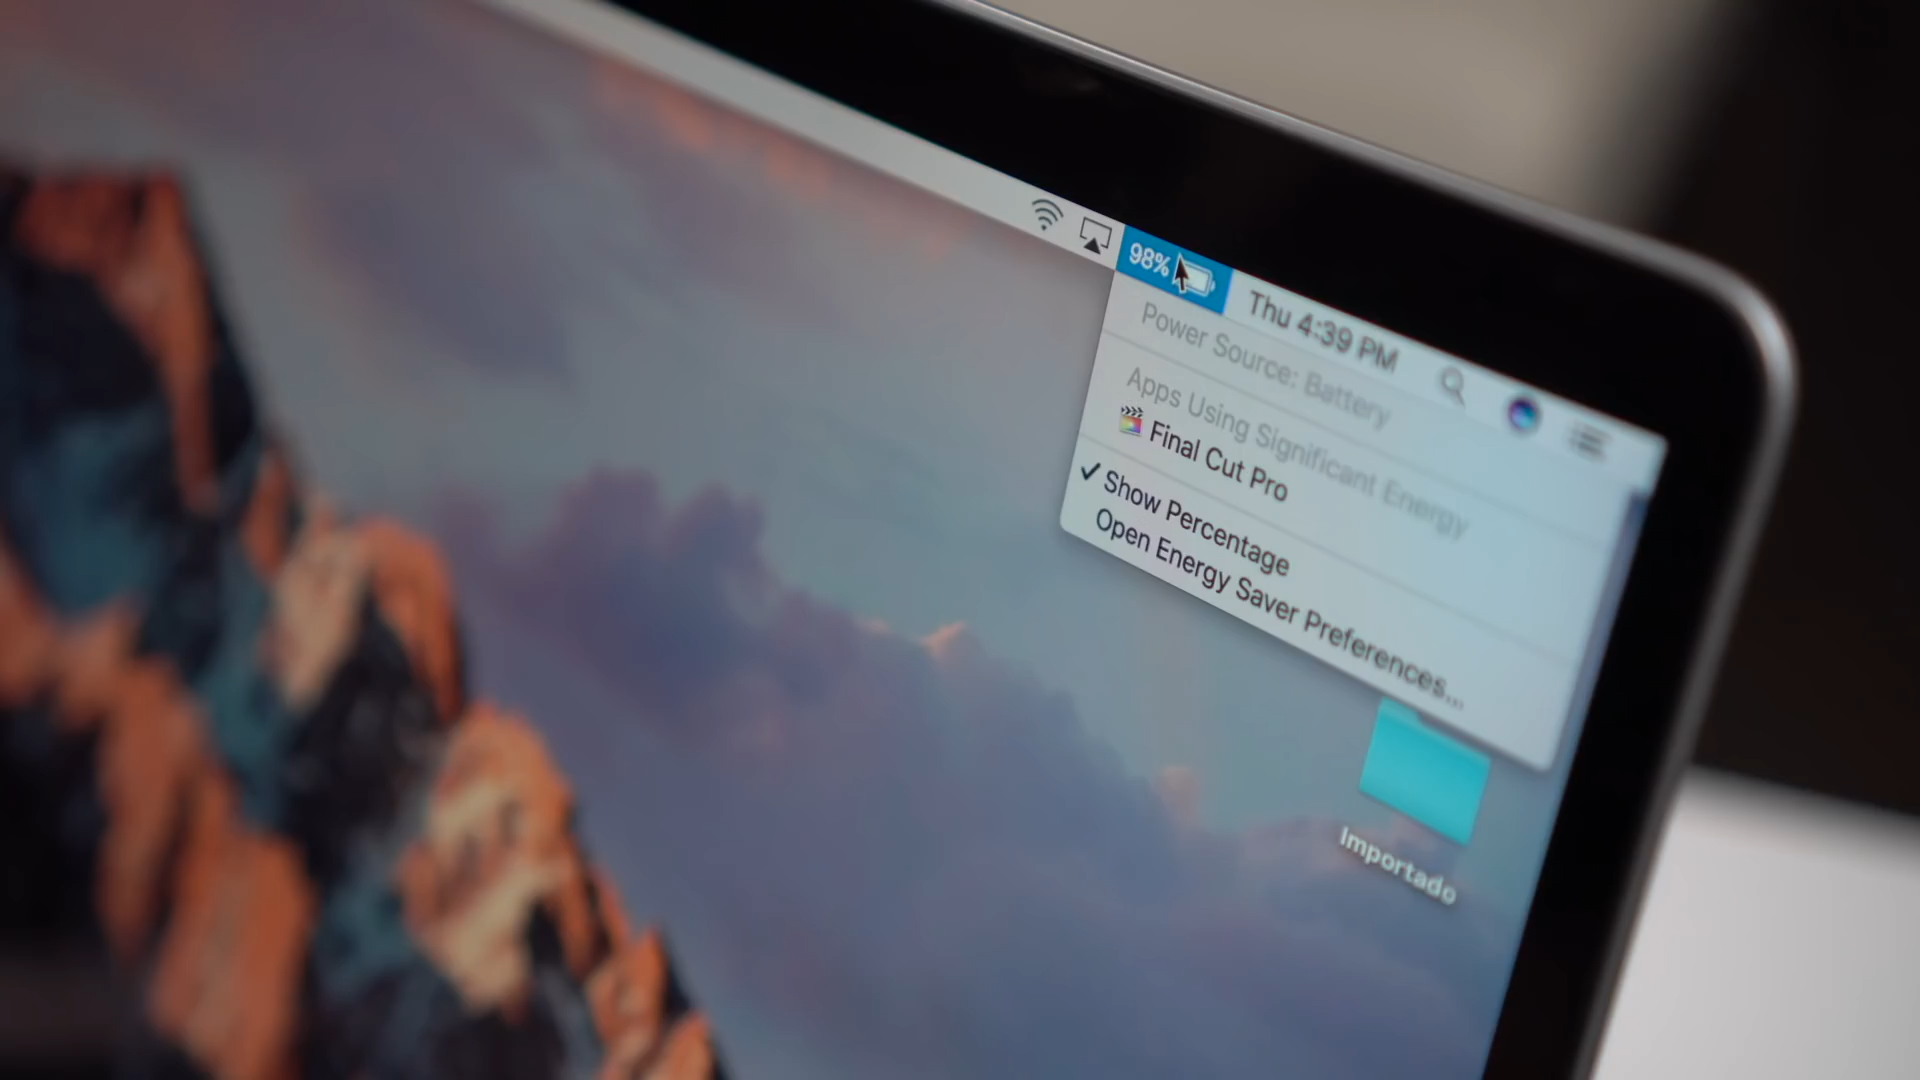 98%
Thu 4:39 PM
Power Source: Battery
Apps Using Significant Energy
Final Cut Pro
✓ Show Percentage
Open Energy Saver Preferences...
Importado